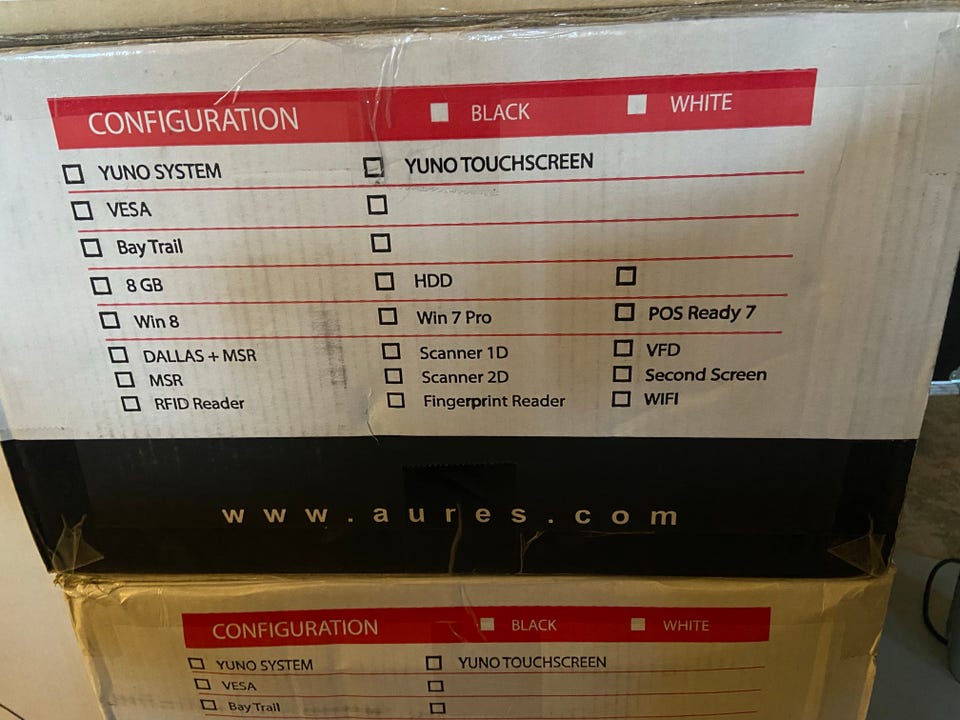 CONFIGURATION BLACK WHITE
YUNO SYSTEM YUNO TOUCHSCREEN
VESA
Bay Trail
8 GB HDD
Win 8 Win 7 Pro POS Ready 7
DALLAS + MSR Scanner 1D VFD
MSR Scanner 2D Second Screen
RFID Reader Fingerprint Reader WIFI
www.aures.com
CONFIGURATION BLACK WHITE
YUNO SYSTEM YUNO TOUCHSCREEN
VESA
Bay Trail